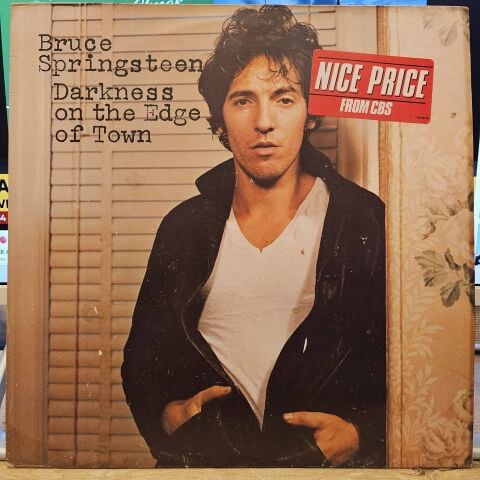 Bruce
Springsteen
Darkness
on the Edge
of Town
NICE PRICE
FROM CBS